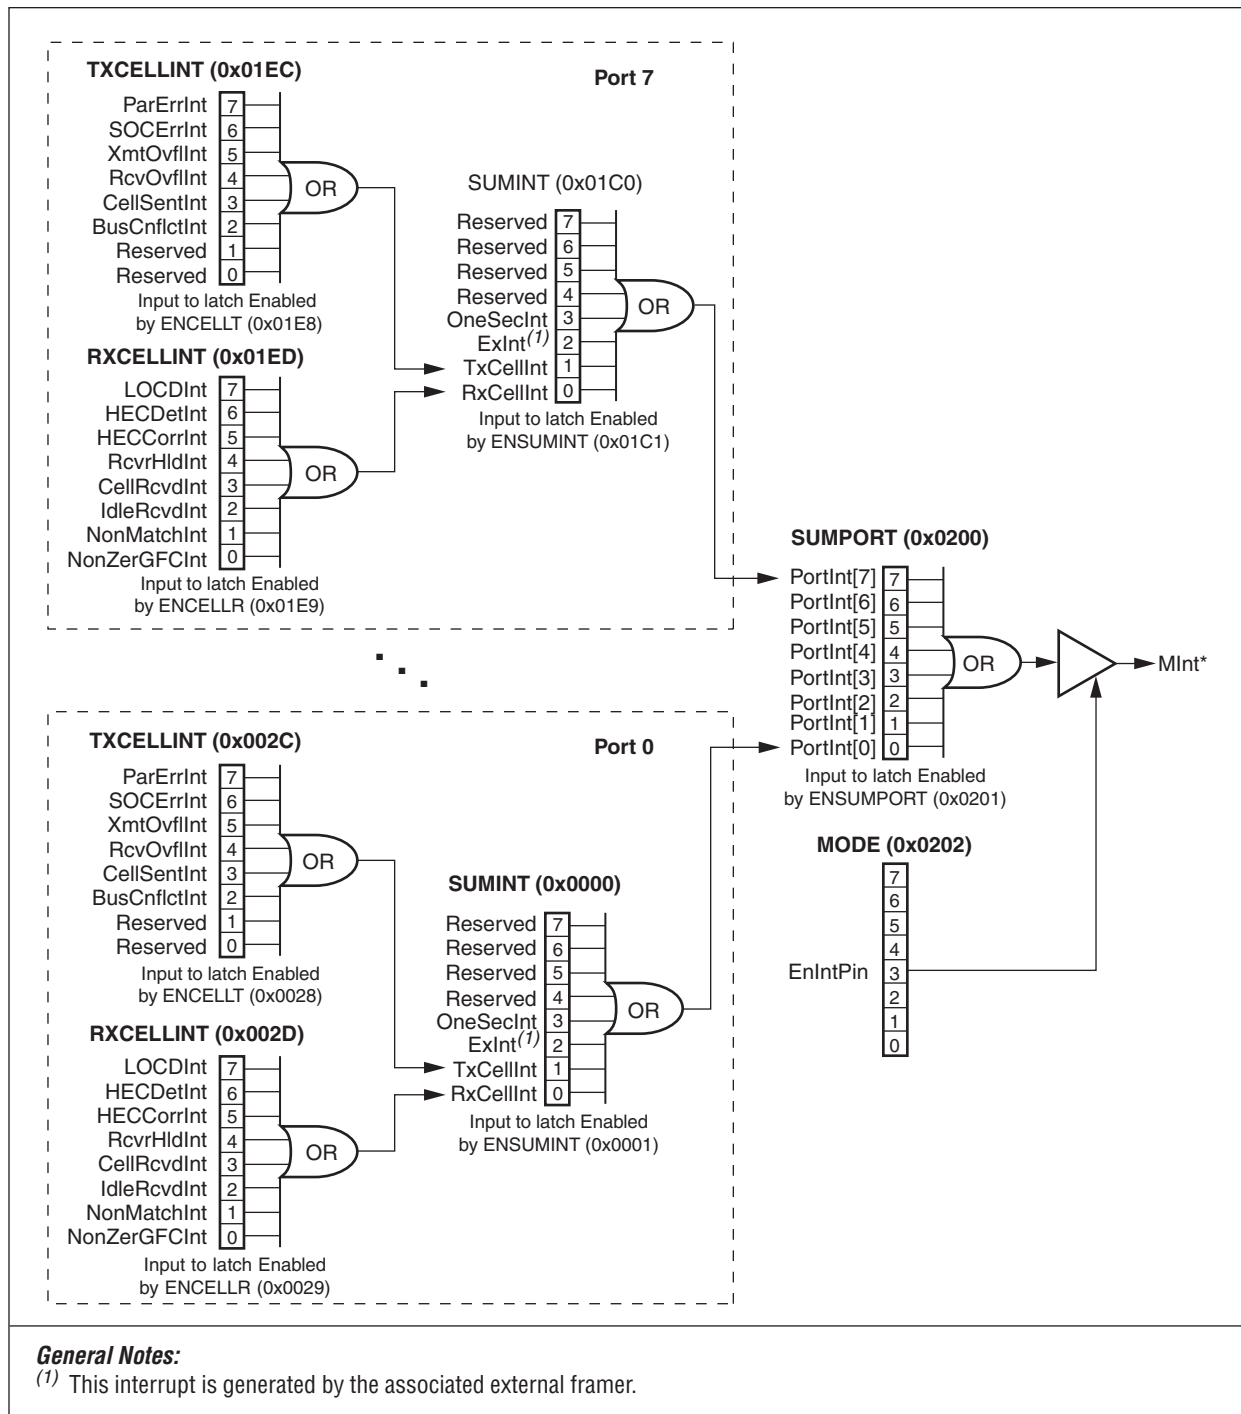 TXCELLINT (0x01EC)
Port 7
ParErrInt 7
SOCErrInt 6
XmtOvflInt 5
RcvOvflInt 4
CellSentInt 3
BusCnflctInt 2
Reserved 1
Reserved 0
OR
Input to latch Enabled
by ENCELLT (0x01E8)
RXCELLINT (0x01ED)
LOCDInt 7
HECDetInt 6
HECCorrInt 5
RcvrHldInt 4
CellRcvdInt 3
IdleRcvdInt 2
NonMatchInt 1
NonZerGFCInt 0
OR
Input to latch Enabled
by ENCELLR (0x01E9)
SUMINT (0x01C0)
Reserved 7
Reserved 6
Reserved 5
Reserved 4
OneSecInt 3
ExInt(1) 2
TxCellInt 1
RxCellInt 0
OR
Input to latch Enabled
by ENSUMINT (0x01C1)
SUMPORT (0x0200)
PortInt[7] 7
PortInt[6] 6
PortInt[5] 5
PortInt[4] 4
PortInt[3] 3
PortInt[2] 2
PortInt[1] 1
PortInt[0] 0
OR
MInt*
Input to latch Enabled
by ENSUMPORT (0x0201)
MODE (0x0202)
7
6
5
4
EnIntPin 3
2
1
0
TXCELLINT (0x002C)
Port 0
ParErrInt 7
SOCErrInt 6
XmtOvflInt 5
RcvOvflInt 4
CellSentInt 3
BusCnflctInt 2
Reserved 1
Reserved 0
OR
Input to latch Enabled
by ENCELLT (0x0028)
RXCELLINT (0x002D)
LOCDInt 7
HECDetInt 6
HECCorrInt 5
RcvrHldInt 4
CellRcvdInt 3
IdleRcvdInt 2
NonMatchInt 1
NonZerGFCInt 0
OR
Input to latch Enabled
by ENCELLR (0x0029)
SUMINT (0x0000)
Reserved 7
Reserved 6
Reserved 5
Reserved 4
OneSecInt 3
ExInt(1) 2
TxCellInt 1
RxCellInt 0
OR
Input to latch Enabled
by ENSUMINT (0x0001)
General Notes:
(1) This interrupt is generated by the associated external framer.